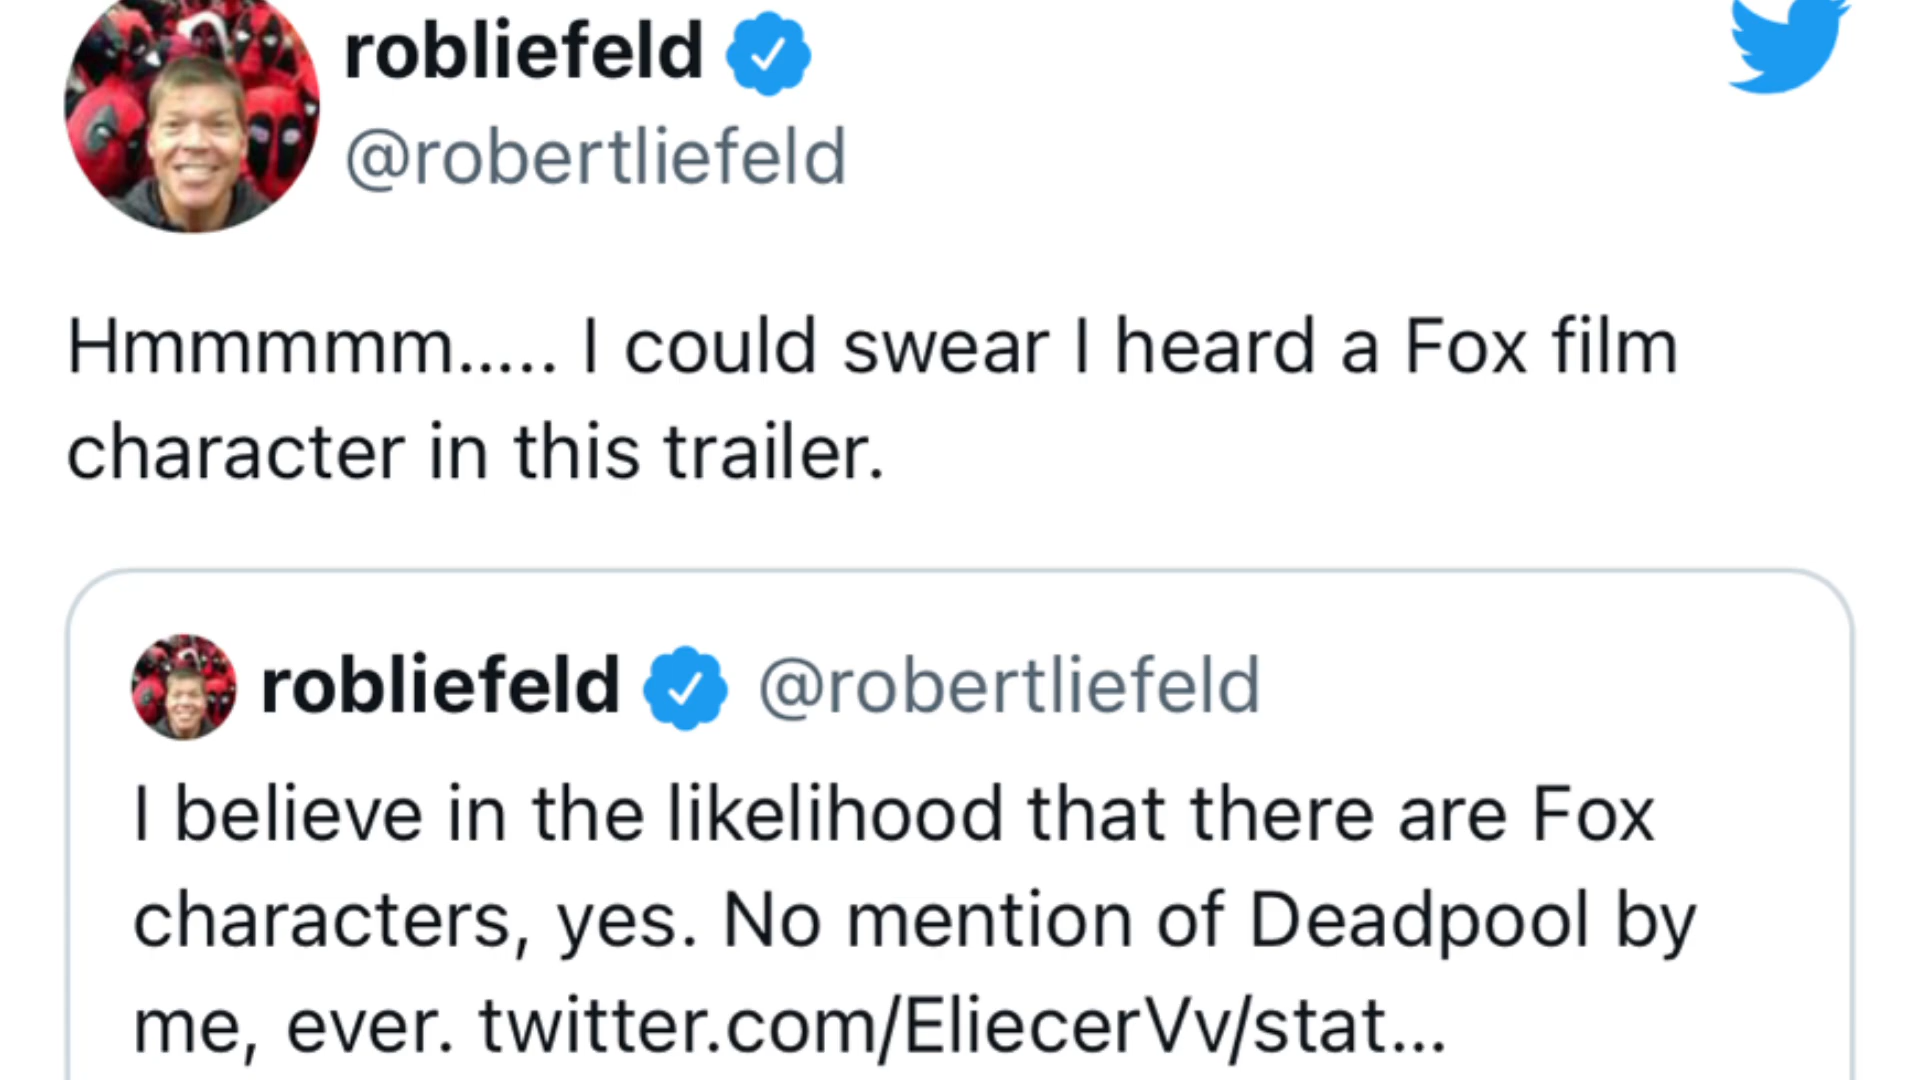 robliefeld
@robertliefeld
Hmmmmm..... I could swear I heard a Fox film
character in this trailer.
robliefeld @robertliefeld
I believe in the likelihood that there are Fox
characters, yes. No mention of Deadpool by
me, ever. twitter.com/EliecerVv/stat...